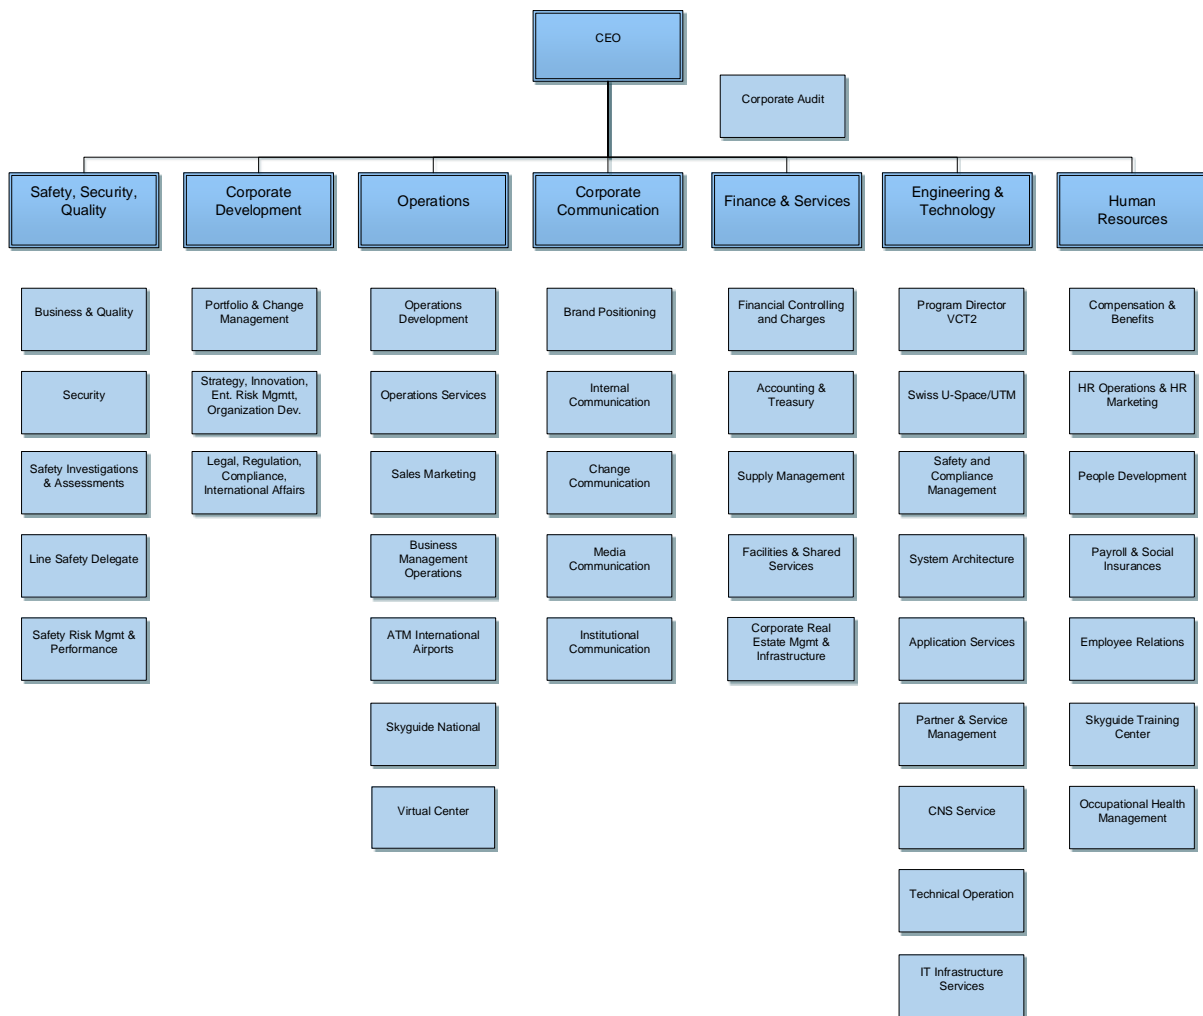 CEO
Corporate Audit
Safety, Security,
Quality
Corporate
Development
Operations
Corporate
Communication
Finance & Services
Engineering &
Technology
Human
Resources
Business & Quality
Security
Safety Investigations
& Assessments
Line Safety Delegate
Safety Risk Mgmt &
Performance
Portfolio & Change
Management
Strategy, Innovation,
Ent. Risk Mgmtt,
Organization Dev.
Legal, Regulation,
Compliance,
International Affairs
Operations
Development
Operations Services
Sales Marketing
Business
Management
Operations
ATM International
Airports
Skyguide National
Virtual Center
Brand Positioning
Internal
Communication
Change
Communication
Media
Communication
Institutional
Communication
Financial Controlling
and Charges
Accounting &
Treasury
Supply Management
Facilities & Shared
Services
Corporate Real
Estate Mgmt &
Infrastructure
Program Director
VCT2
Swiss U-Space/UTM
Safety and
Compliance
Management
System Architecture
Application Services
Partner & Service
Management
CNS Service
Technical Operation
IT Infrastructure
Services
Compensation &
Benefits
HR Operations & HR
Marketing
People Development
Payroll & Social
Insurances
Employee Relations
Skyguide Training
Center
Occupational Health
Management